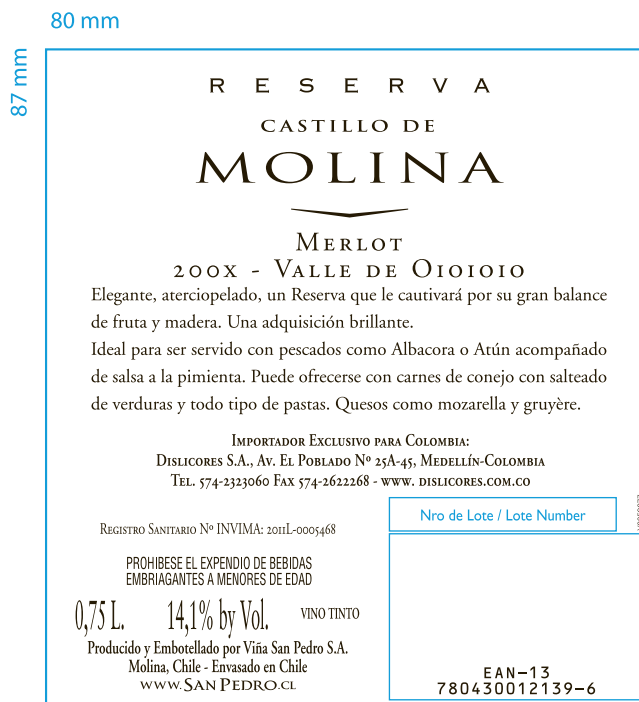 80 mm
87 mm
RESERVA
CASTILLO DE
MOLINA
MERLOT
200X - VALLE DE OIOIOIO
Elegante, aterciopelado, un Reserva que le cautivará por su gran balance
de fruta y madera. Una adquisición brillante.
Ideal para ser servido con pescados como Albacora o Atún acompañado
de salsa a la pimienta. Puede ofrecerse con carnes de conejo con salteado
de verduras y todo tipo de pastas. Quesos como mozarella y gruyère.
IMPORTADOR EXCLUSIVO PARA COLOMBIA:
DISLICORES S.A., AV. EL POBLADO Nº 25A-45, MEDELLÍN-COLOMBIA
TEL. 574-2323060 FAX 574-2622268 - WWW. DISLICORES.COM.CO
Nro de Lote / Lote Number
REGISTRO SANITARIO Nº INVIMA: 2011L-0005468
PROHIBESE EL EXPENDIO DE BEBIDAS
EMBRIAGANTES A MENORES DE EDAD
0,75 L. 14,1% by Vol. VINO TINTO
Producido y Embotellado por Viña San Pedro S.A.
Molina, Chile - Envasado en Chile
WWW.SANPEDRO.CL
EAN-13
780430012139-6